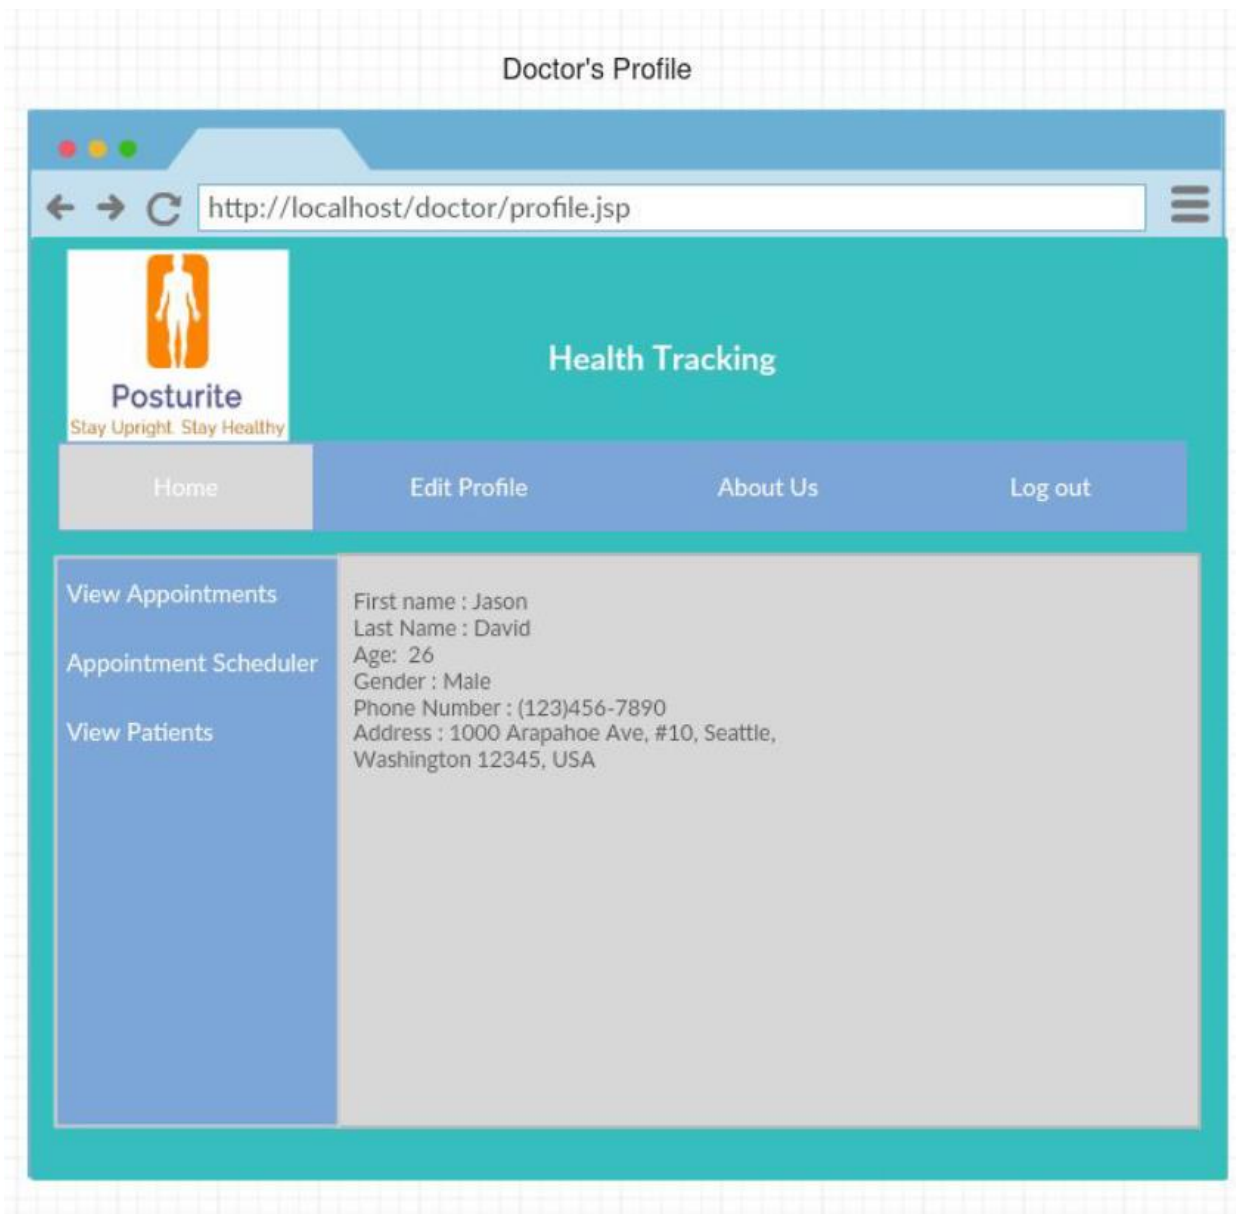 Doctor's Profile
http://localhost/doctor/profile.jsp
Posturite
Stay Upright. Stay Healthy
Health Tracking
Home
Edit Profile
About Us
Log out
View Appointments
Appointment Scheduler
View Patients
First name : Jason
Last Name : David
Age:  26
Gender : Male
Phone Number : (123)456-7890
Address : 1000 Arapahoe Ave, #10, Seattle,
Washington 12345, USA